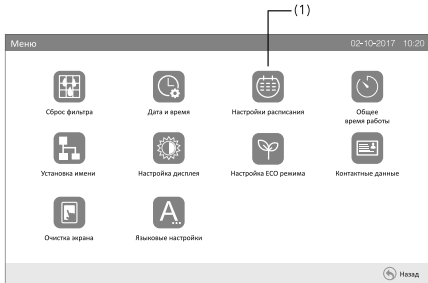 (1)
Меню 02-10-2017 10:20
Сброс фильтра Дата и время Настройки расписания Общее
время работы
Установка имени Настройка дисплея Настройка ECO режима Контактные данные
A...
Очистка экрана Языковые настройки
Назад